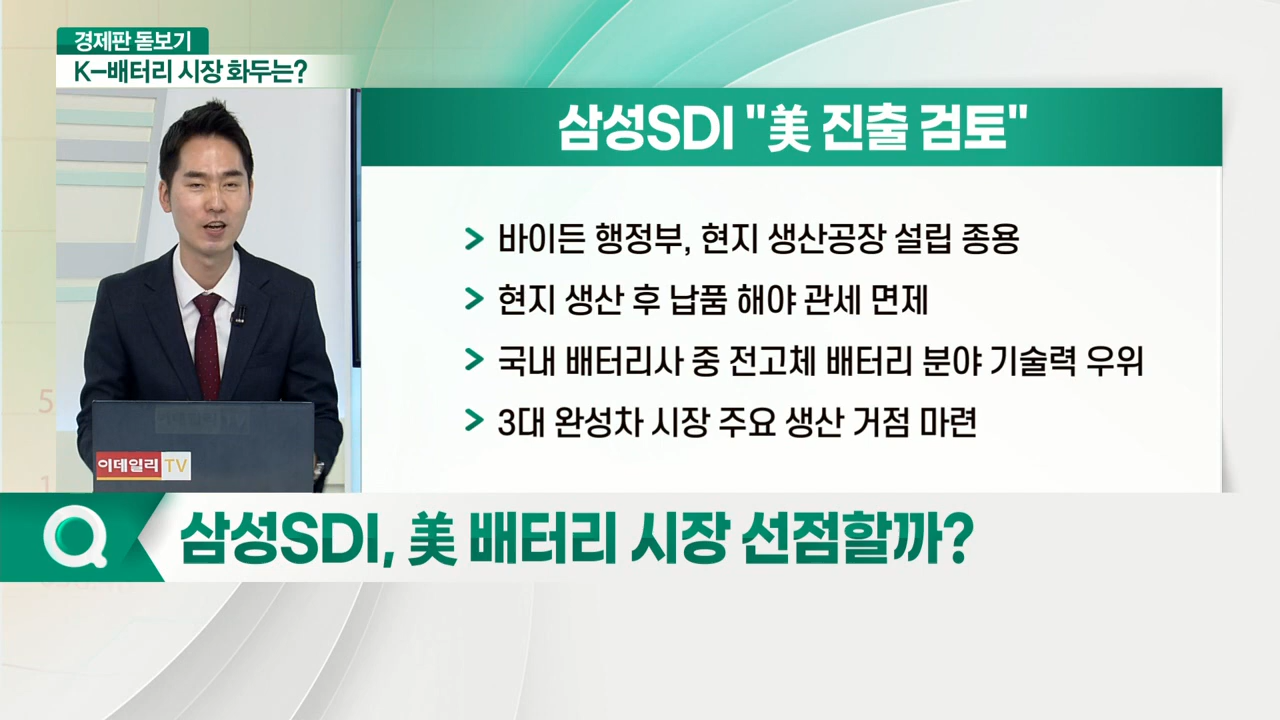 경제판 돋보기
K-배터리 시장 화두는?
삼성SDI "美 진출 검토"
> 바이든 행정부, 현지 생산공장 설립 종용
> 현지 생산 후 납품 해야 관세 면제
> 국내 배터리사 중 전고체 배터리 분야 기술력 우위
> 3대 완성차 시장 주요 생산 거점 마련
이데일리 TV
삼성SDI, 美 배터리 시장 선점할까?